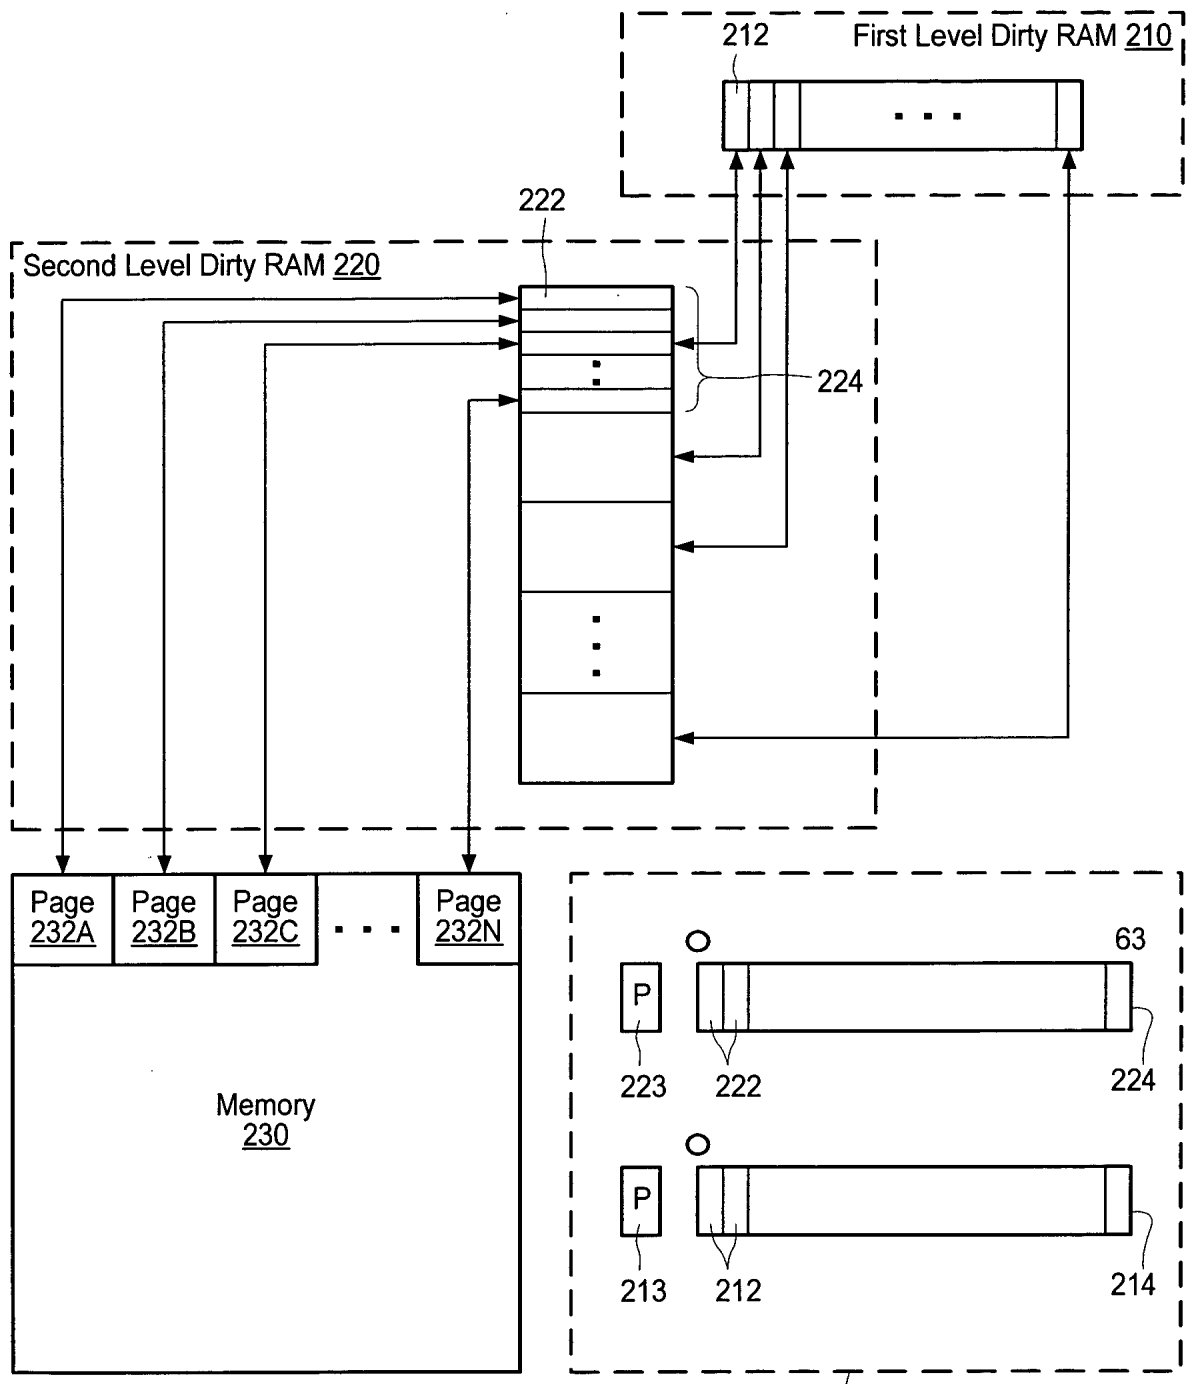 212
First Level Dirty RAM 210
222
Second Level Dirty RAM 220
224
Page 232A
Page 232B
Page 232C
Page 232N
Memory 230
0
63
P
223
222
224
0
P
213
212
214